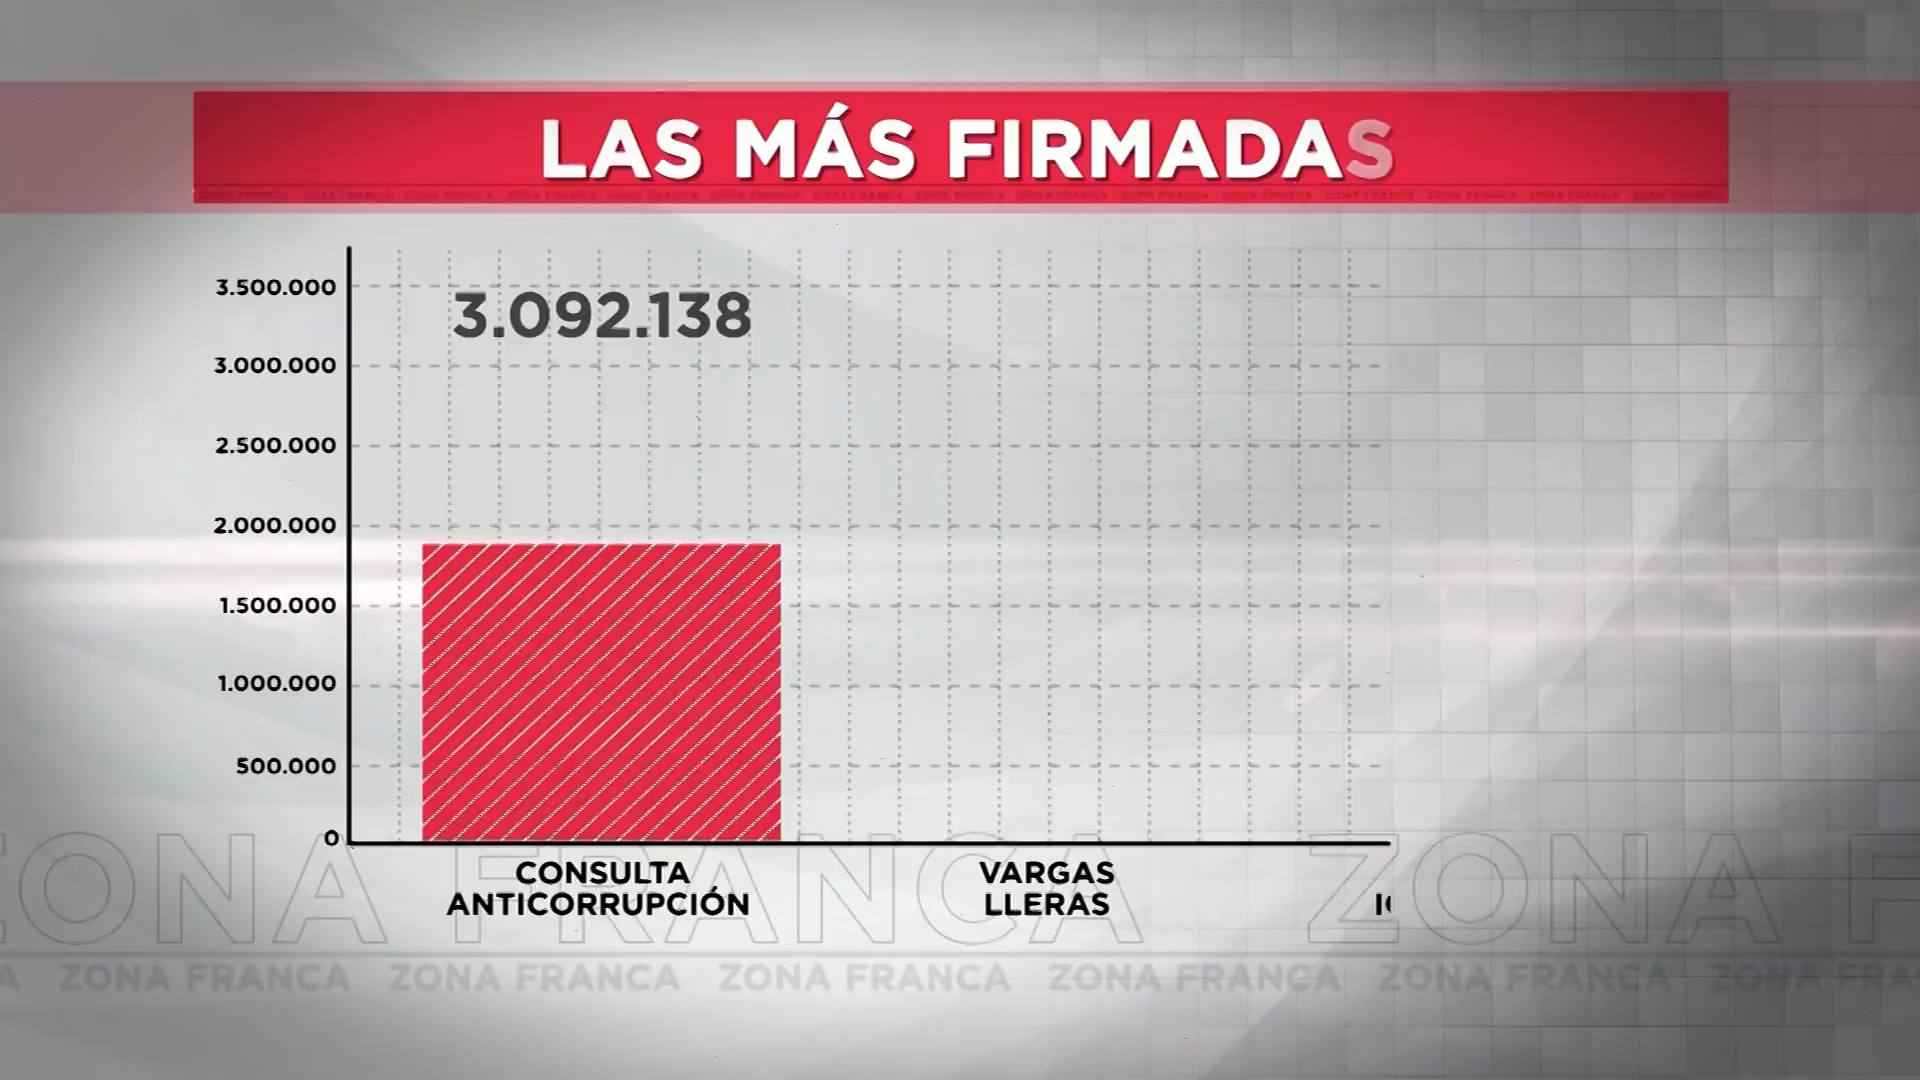 LAS MÁS FIRMADAS
3.500.000
3.092.138
3.000.000
2.500.000
2.000.000
1.500.000
1.000.000
500.000
0
CONSULTA
ANTICORRUPCIÓN
VARGAS
LLERAS
ZONA FRANCA ZONA
ZONA FRANCA ZONA FRANCA ZONA FRANCA ZONA FRANCA ZONA FRANCA ZONA